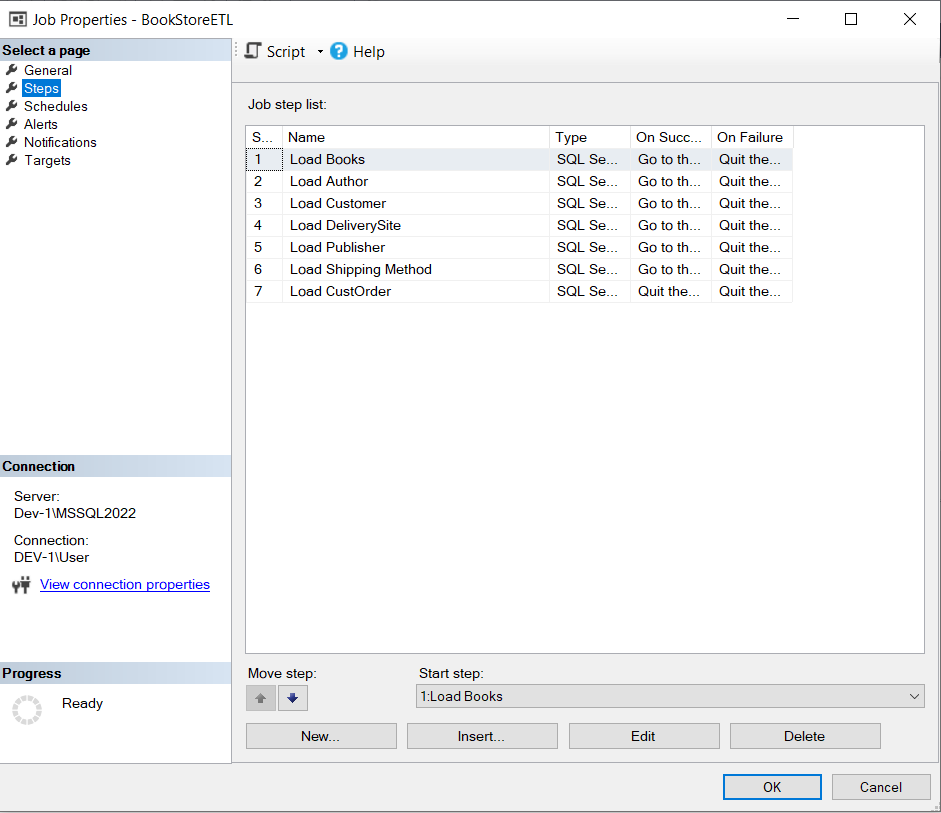 Job Properties - BookStoreETL
Select a page
General
Steps
Schedules
Alerts
Notifications
Targets
Script
Help
Job step list:
S... Name Type On Succ... On Failure
1 Load Books SQL Se... Go to th... Quit the...
2 Load Author SQL Se... Go to th... Quit the...
3 Load Customer SQL Se... Go to th... Quit the...
4 Load DeliverySite SQL Se... Go to th... Quit the...
5 Load Publisher SQL Se... Go to th... Quit the...
6 Load Shipping Method SQL Se... Go to th... Quit the...
7 Load CustOrder SQL Se... Quit the... Quit the...
Connection
Server:
Dev-1\MSSQL2022
Connection:
DEV-1\User
View connection properties
Progress
Ready
Move step:
Start step:
1:Load Books
New... Insert... Edit Delete
OK Cancel